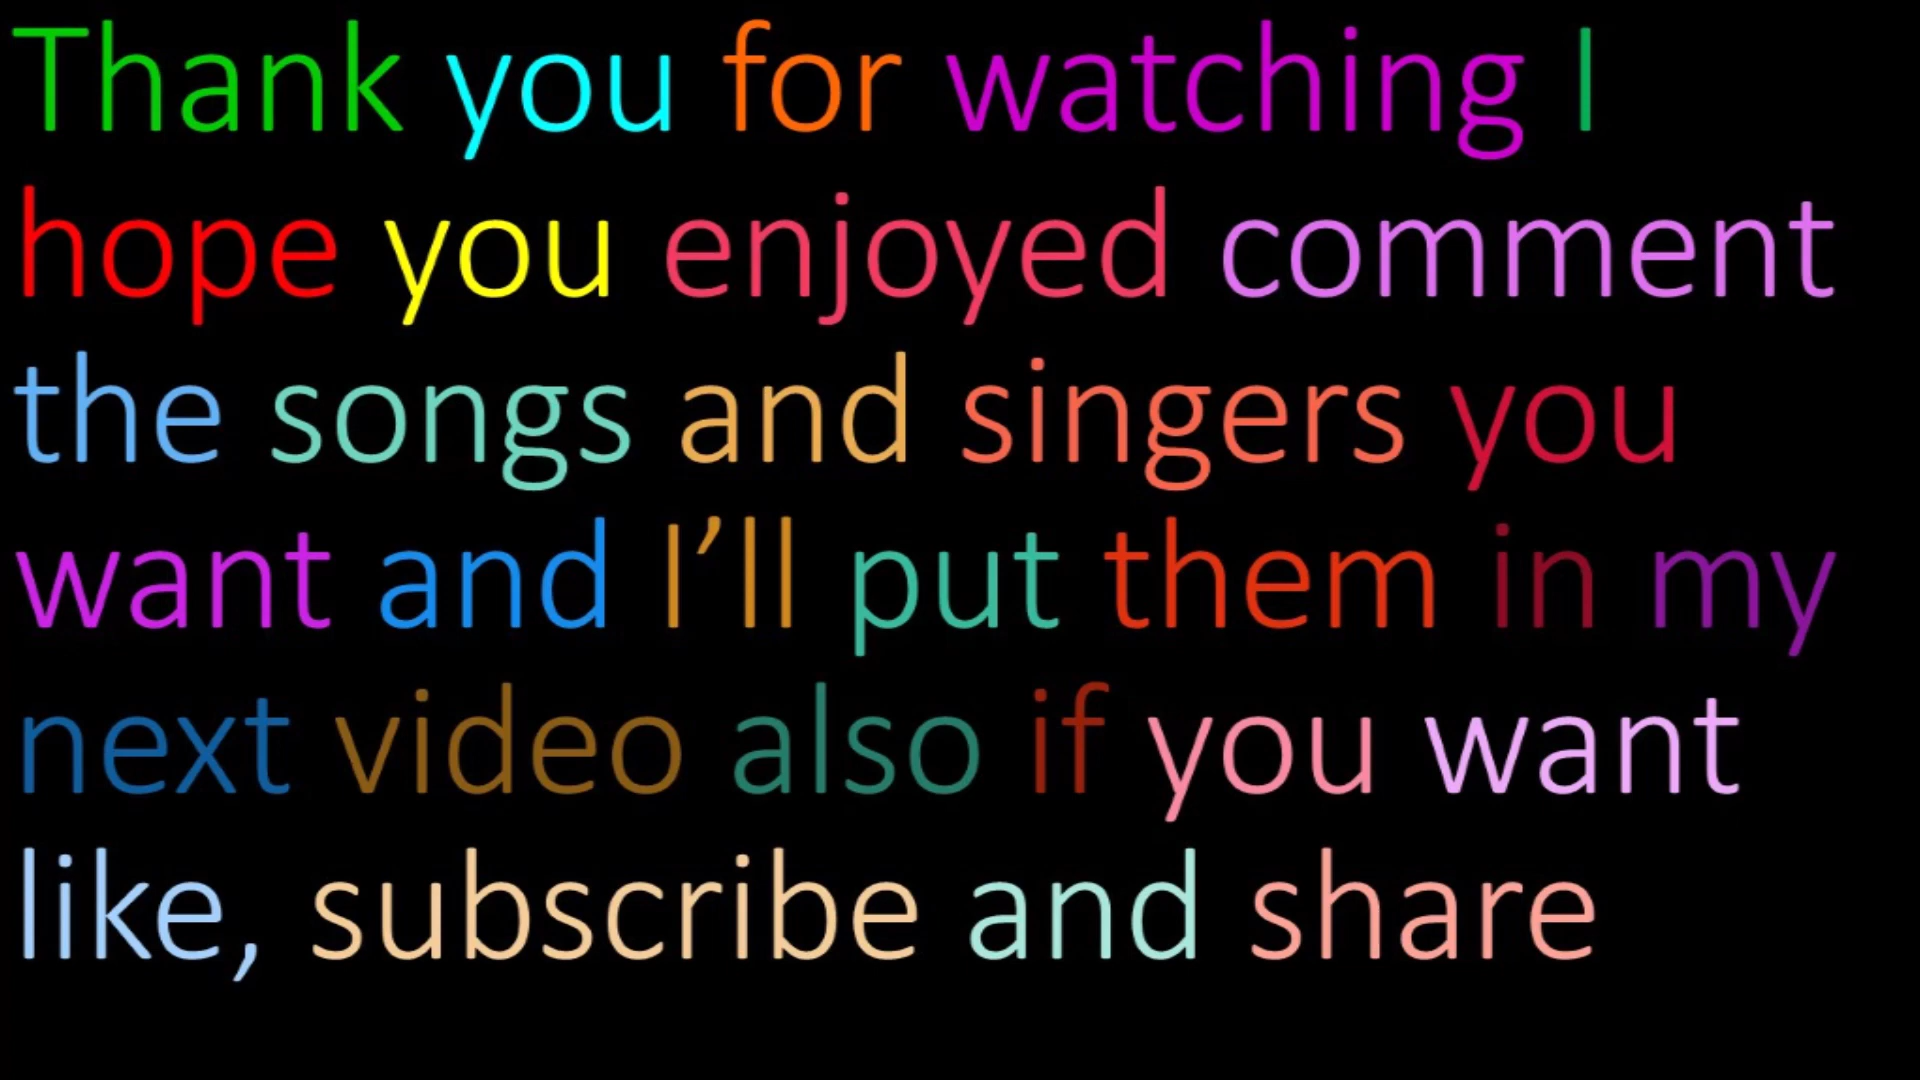 Thank you for watching I
hope you enjoyed comment
the songs and singers you
want and I’ll put them in my
next video also if you want
like, subscribe and share